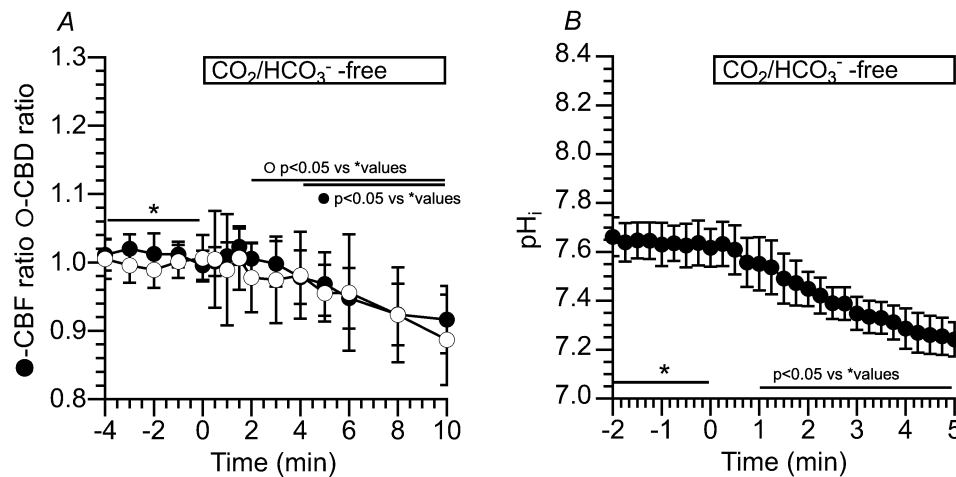 A
●-CBF ratio O-CBD ratio
1.3
1.2
1.1
1.0
0.9
0.8
CO₂/HCO₃⁻ -free
O p<0.05 vs *values
● p<0.05 vs *values
*
-4 -2 0 2 4 6 8 10
Time (min)
B
pHᵢ
8.4
8.2
8.0
7.8
7.6
7.4
7.2
7.0
CO₂/HCO₃⁻ -free
*
p<0.05 vs *values
-2 -1 0 1 2 3 4 5
Time (min)